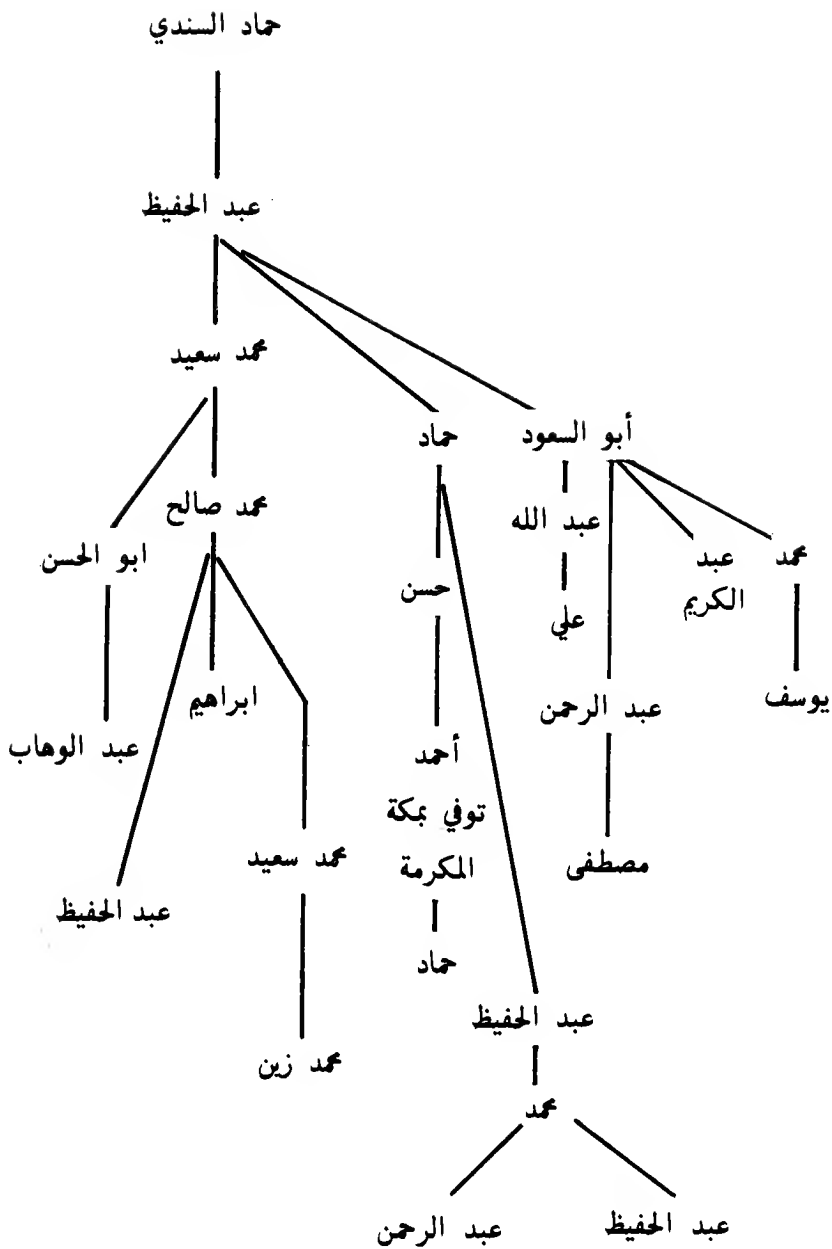 حماد السندي
عبد الحفيظ
محمد سعيد
أبو السعود
حماد
محمد صالح
عبد الله
محمد
عبد
الكريم
ابو الحسن
حسن
علي
يوسف
عبد الرحمن
ابراهيم
عبد الوهاب
أحمد
توفي بمكة
المكرمة
محمد سعيد
مصطفى
عبد الحفيظ
حماد
عبد الحفيظ
محمد زين
محمد
عبد الحفيظ
عبد الرحمن